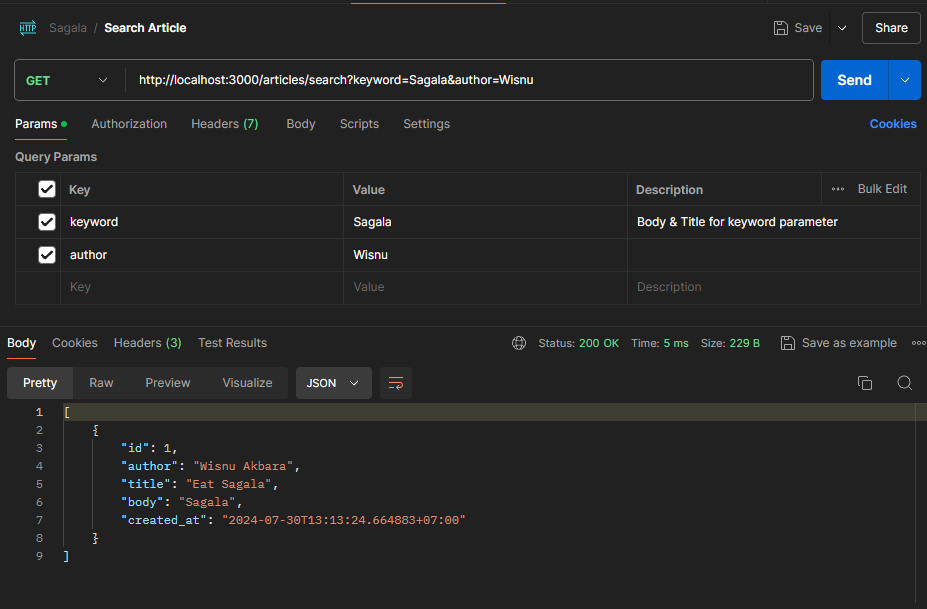 HTTP Sagala / Search Article Save Share
GET http://localhost:3000/articles/search?keyword=Sagala&author=Wisnu Send
Params Authorization Headers (7) Body Scripts Settings Cookies
Query Params
Key Value Description ••• Bulk Edit
keyword Sagala Body & Title for keyword parameter
author Wisnu
Key Value Description
Body Cookies Headers (3) Test Results Status: 200 OK Time: 5 ms Size: 229 B Save as example
Pretty Raw Preview Visualize JSON
1 [
2 {
3 "id": 1,
4 "author": "Wisnu Akbara",
5 "title": "Eat Sagala",
6 "body": "Sagala",
7 "created_at": "2024-07-30T13:13:24.664883+07:00"
8 }
9 ]